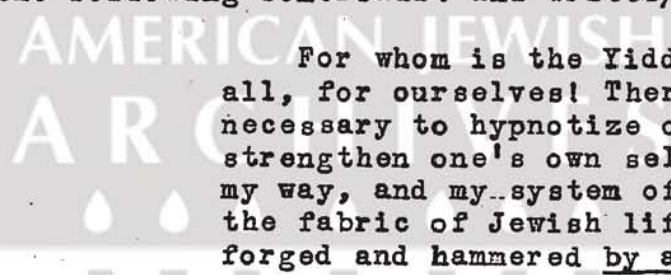 AMERICAN JEWISH
ARCHIVES
For whom is the Yidd
all, for ourselves! Ther
necessary to hypnotize
strengthen one's own sel
my way, and my system of
the fabric of Jewish lif
forged and hammered by